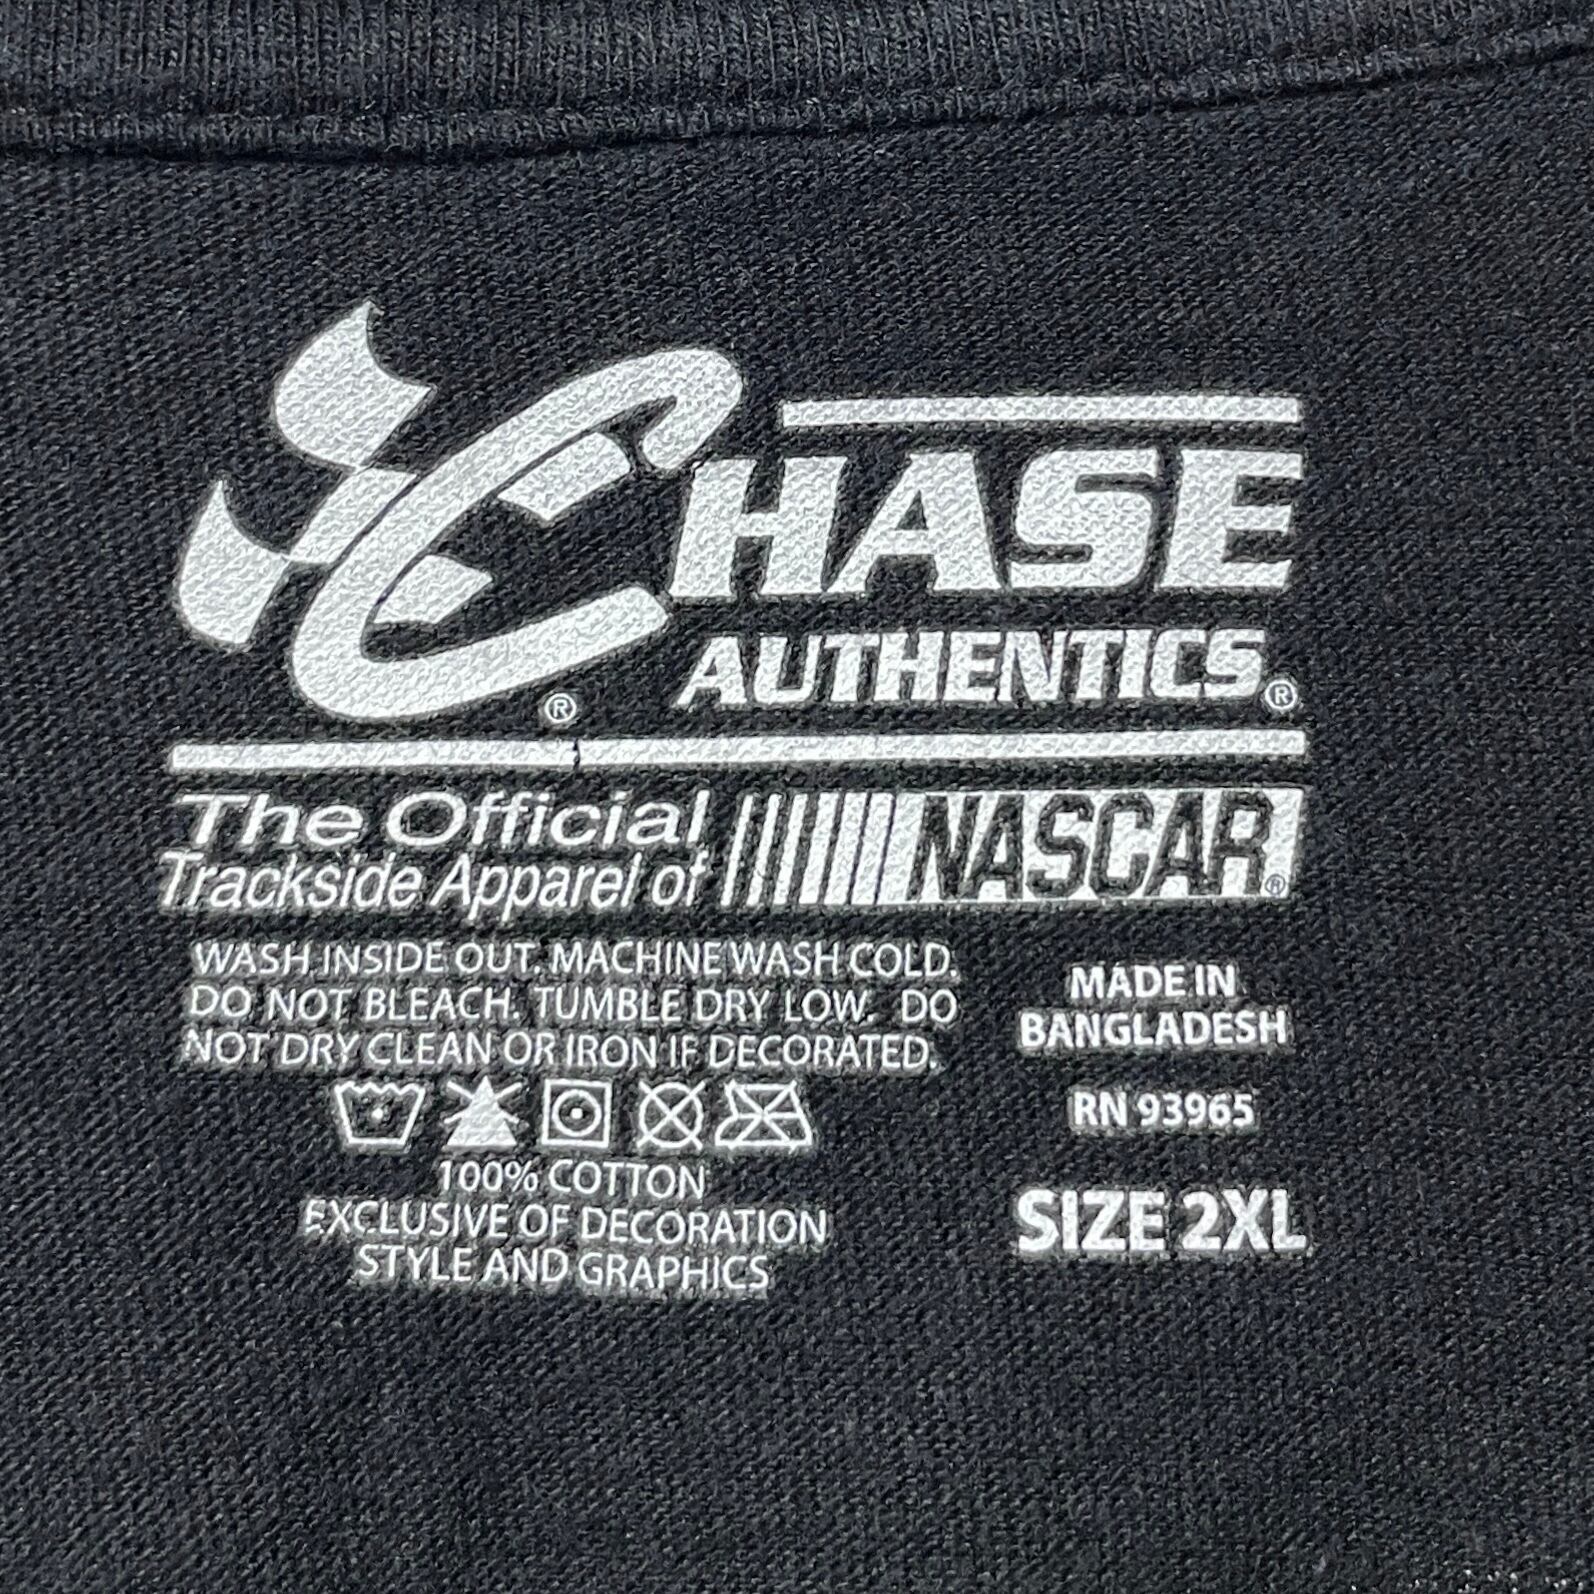 CHASE
AUTHENTICS®
®
The Official
Trackside Apparel of
NASCAR®
WASH INSIDE OUT. MACHINE WASH COLD.
DO NOT BLEACH. TUMBLE DRY LOW. DO
NOT DRY CLEAN OR IRON IF DECORATED.
100% COTTON
EXCLUSIVE OF DECORATION
STYLE AND GRAPHICS
MADE IN
BANGLADESH
RN 93965
SIZE 2XL